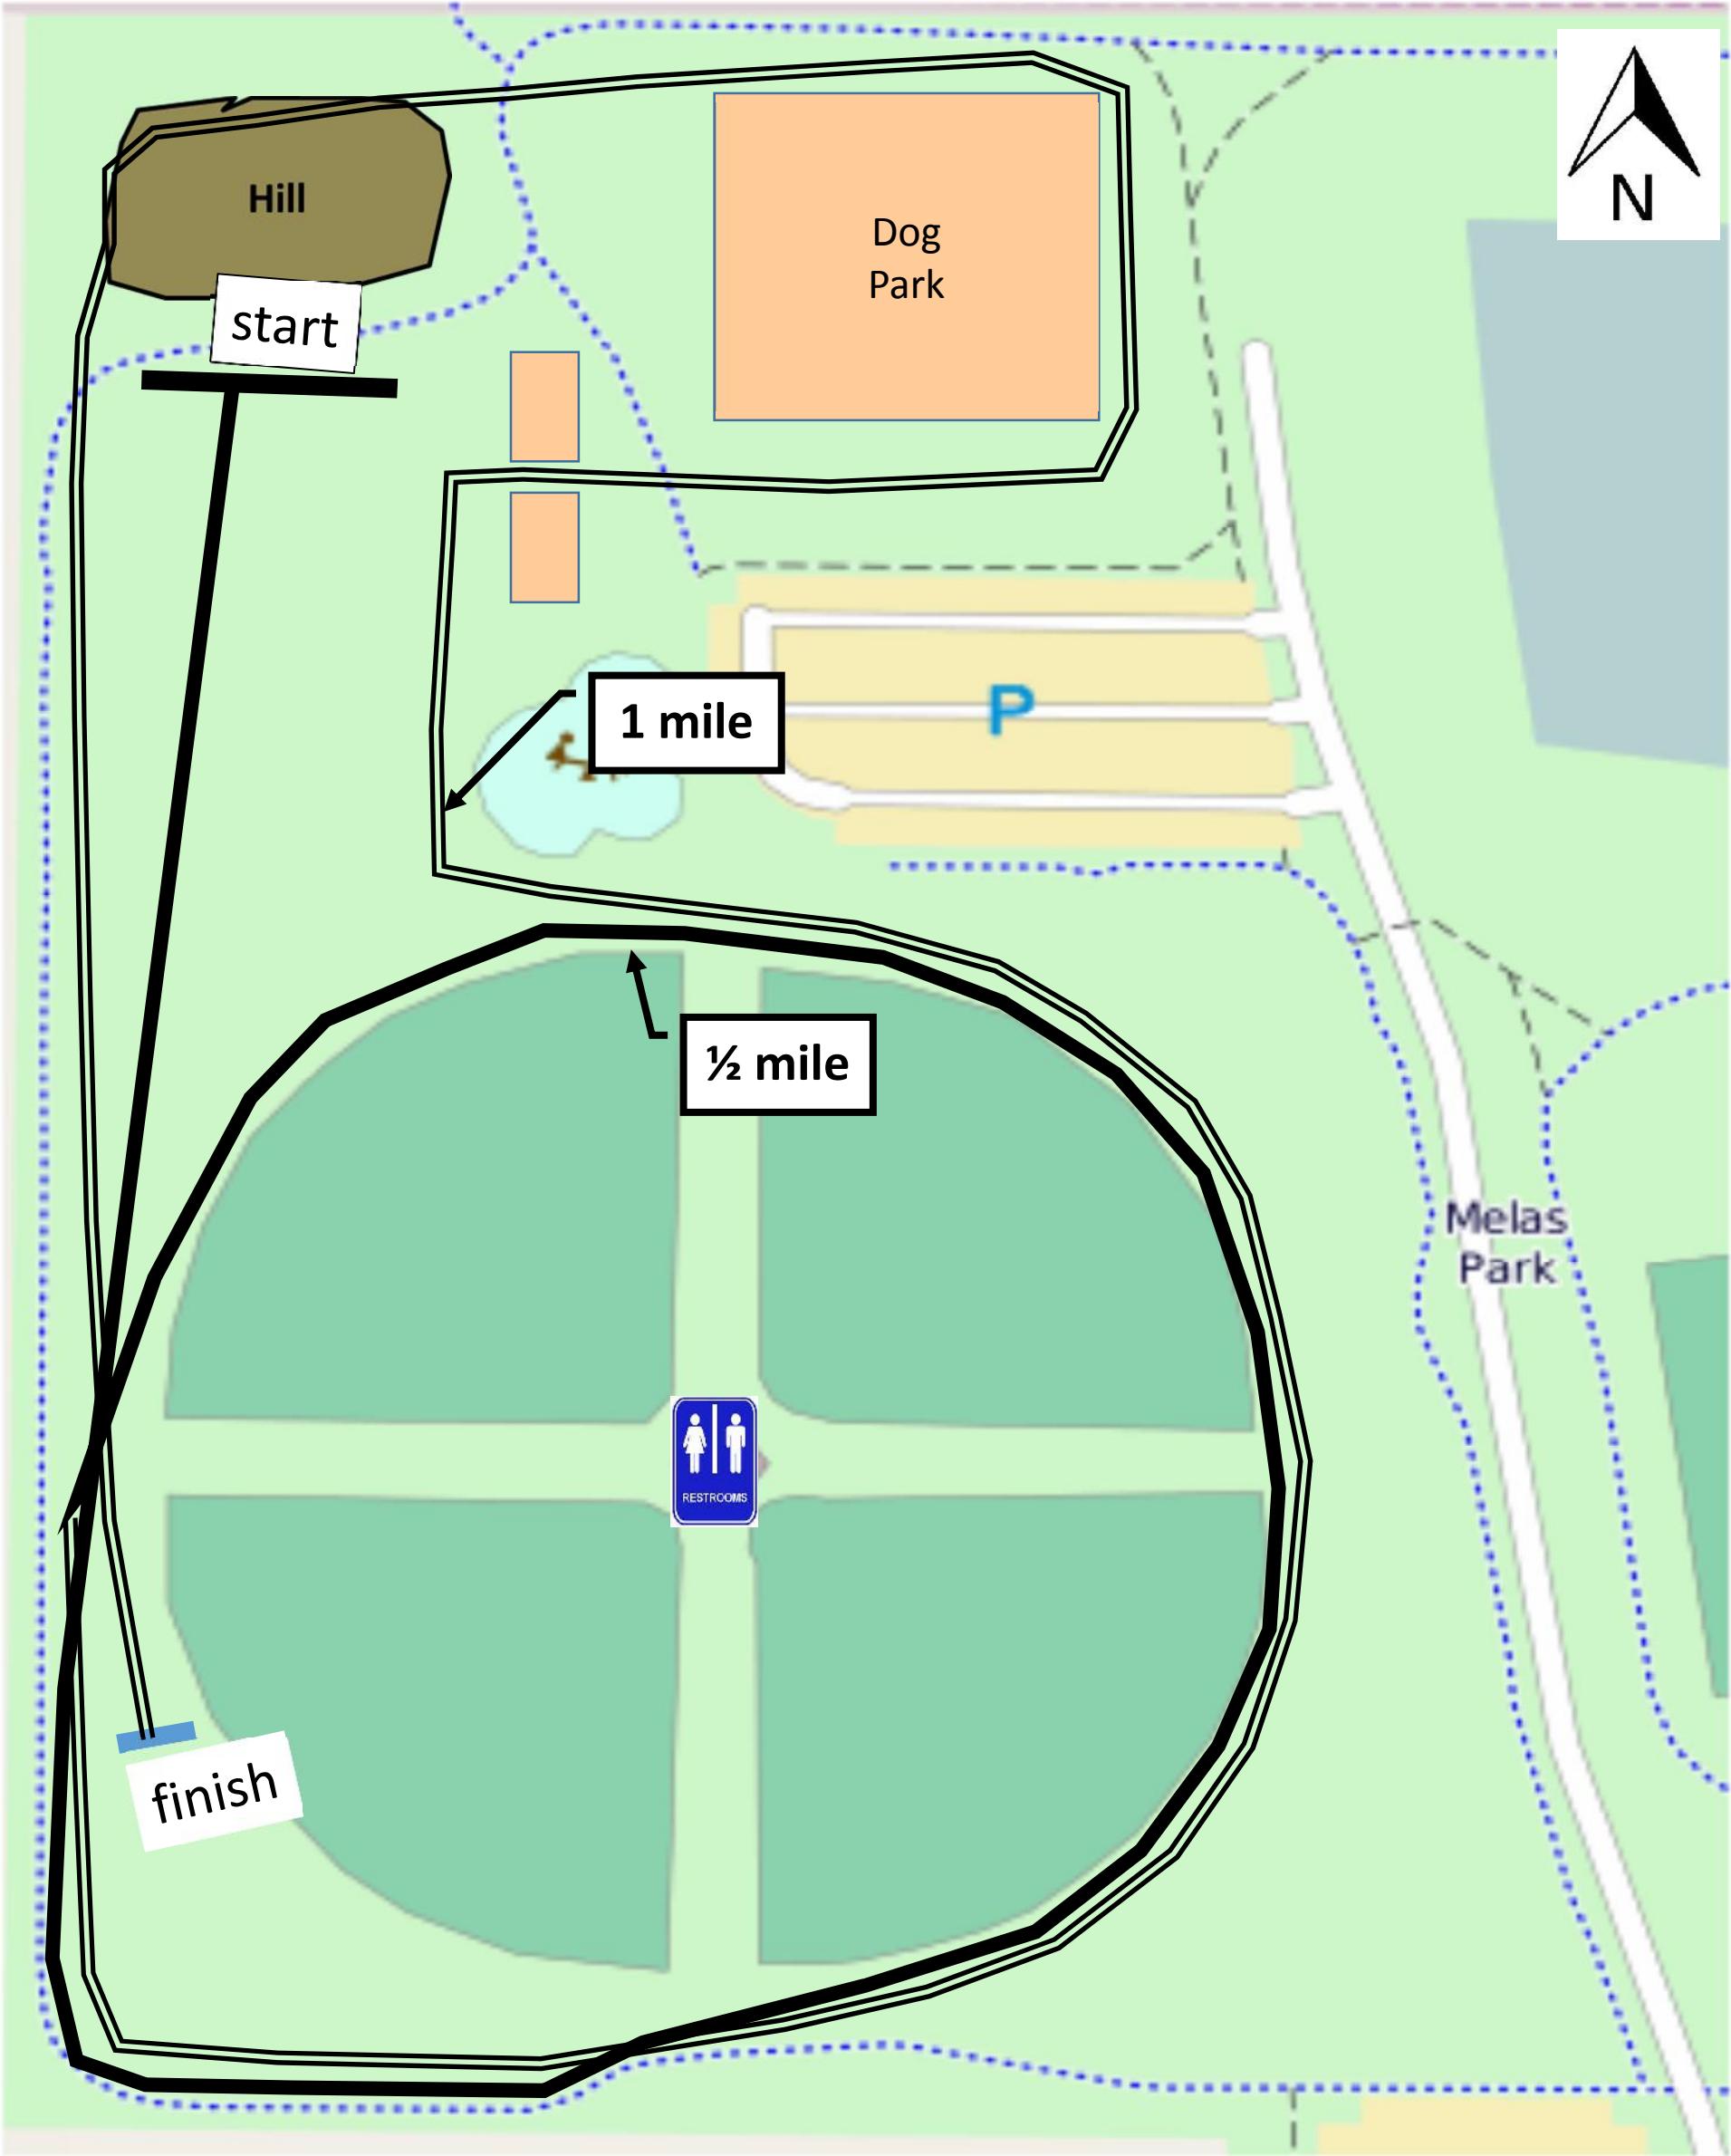 N
Hill
Dog
Park
start
1 mile
P
½ mile
Melas
Park
RESTROOMS
finish